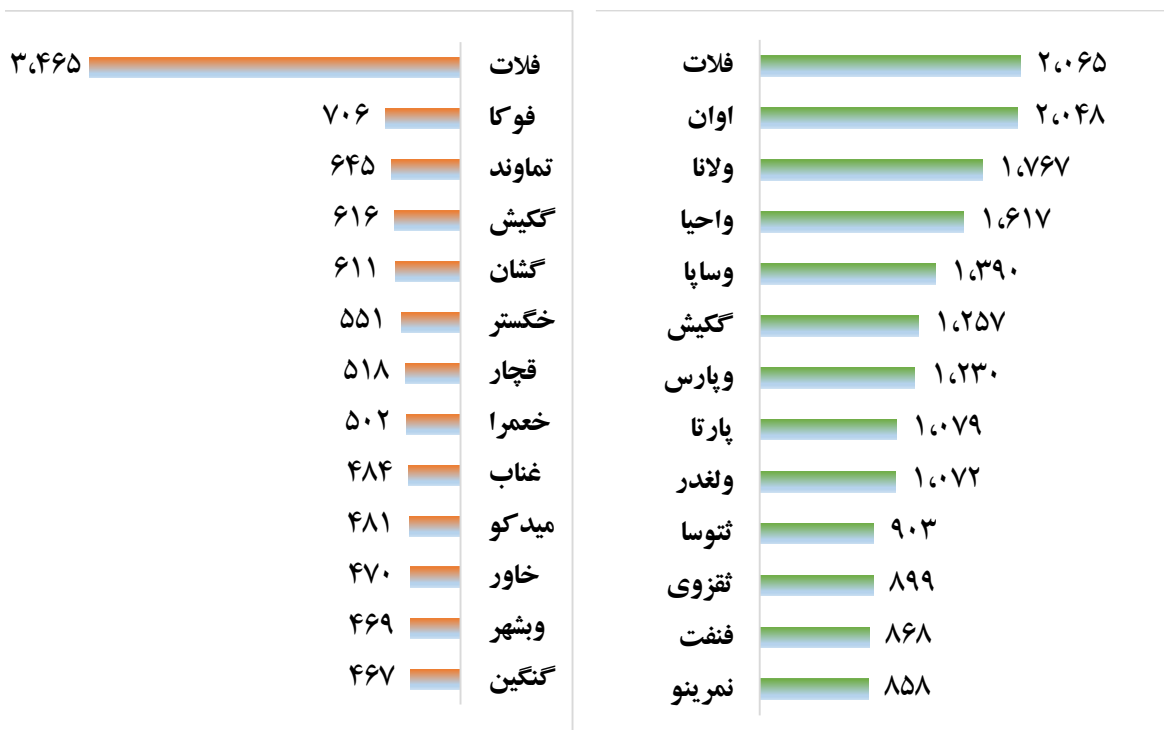 فلات ۲،۰۶۵
اوان ۲،۰۴۸
ولانا ۱،۷۶۷
واحیا ۱،۶۱۷
وساپا ۱،۳۹۰
گکیش ۱،۲۵۷
وپارس ۱،۲۳۰
پارتا ۱،۰۷۹
ولغدر ۱،۰۷۲
ثتوسا ۹۰۳
ثقزوی ۸۹۹
فنفت ۸۶۸
نمرینو ۸۵۸
فلات ۳،۴۶۵
فوکا ۷۰۶
تماوند ۶۴۵
گکیش ۶۱۶
گشان ۶۱۱
خگستر ۵۵۱
قچار ۵۱۸
خعمرا ۵۰۲
غناب ۴۸۴
میدکو ۴۸۱
خاور ۴۷۰
وبشهر ۴۶۹
گنگین ۴۶۷